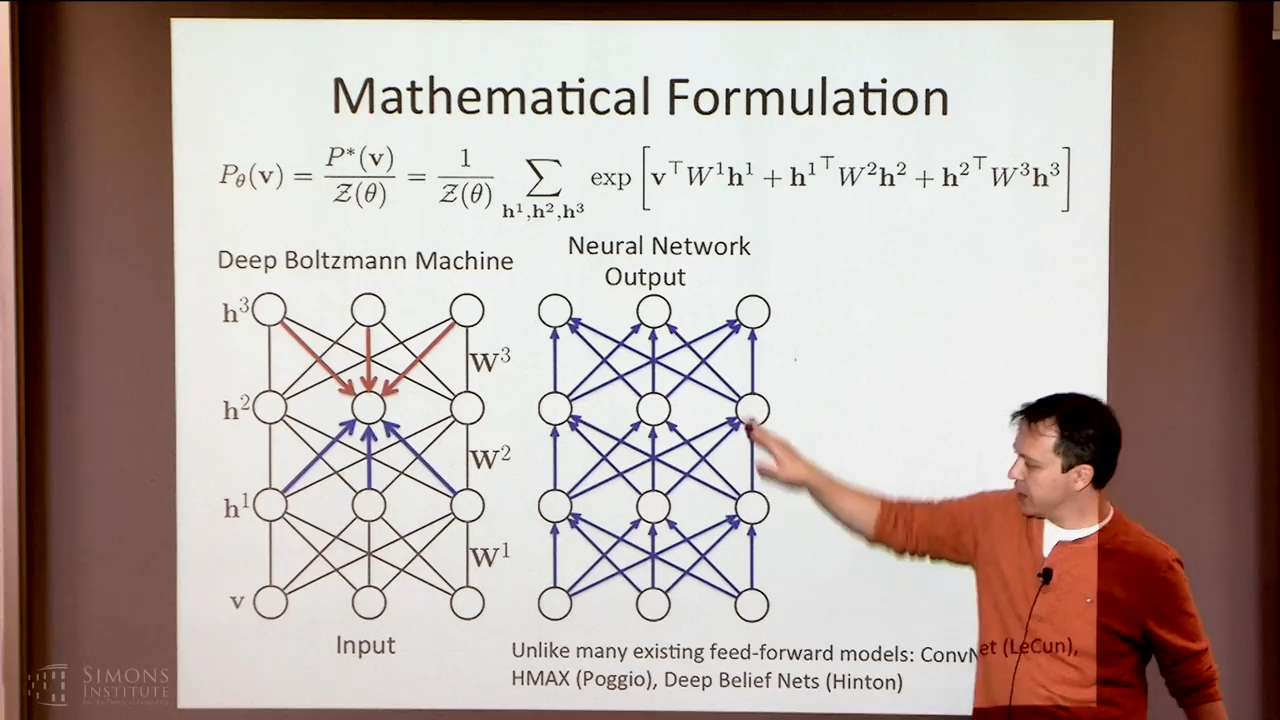 Mathematical Formulation
P_θ(v) = P*(v) / Z(θ) = 1 / Z(θ) ∑_{h¹,h²,h³} exp[v^⊤W¹h¹ + h¹^⊤W²h² + h²^⊤W³h³]
Deep Boltzmann Machine
Neural Network
Output
h³
W³
h²
W²
h¹
W¹
v
Input
Unlike many existing feed-forward models: ConvNet (LeCun),
HMAX (Poggio), Deep Belief Nets (Hinton)
SIMONS
INSTITUTE